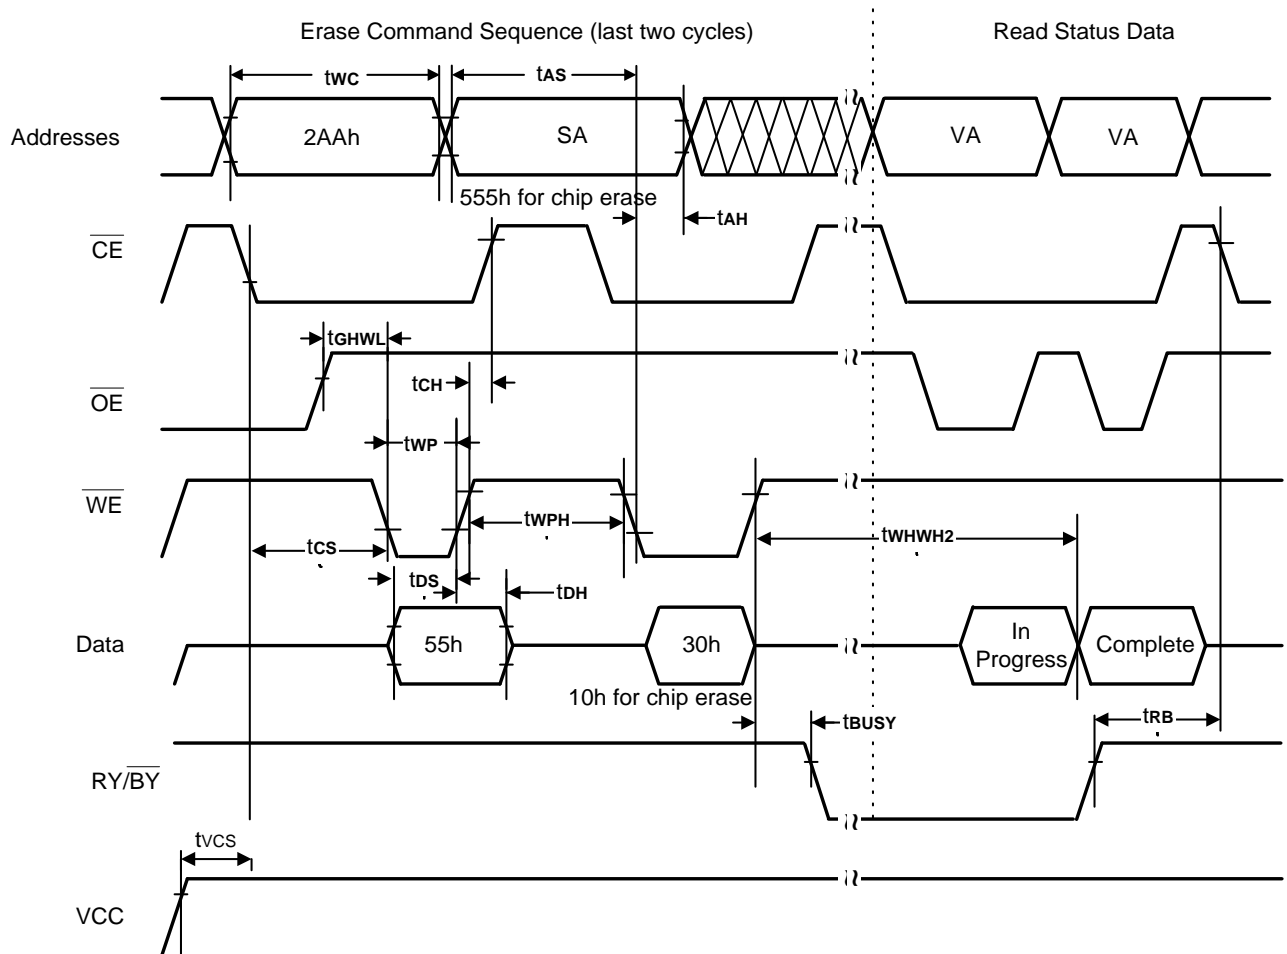 Erase Command Sequence (last two cycles)
Read Status Data
tWC
tAS
Addresses
2AAh
SA
VA
VA
555h for chip erase
tAH
CE
tGHWL
tCH
OE
tWP
WE
tWPH
tWHWH2
tCS
tDS
tDH
Data
55h
30h
In
Progress
Complete
10h for chip erase
tBUSY
tRB
RY/BY
tVCS
VCC